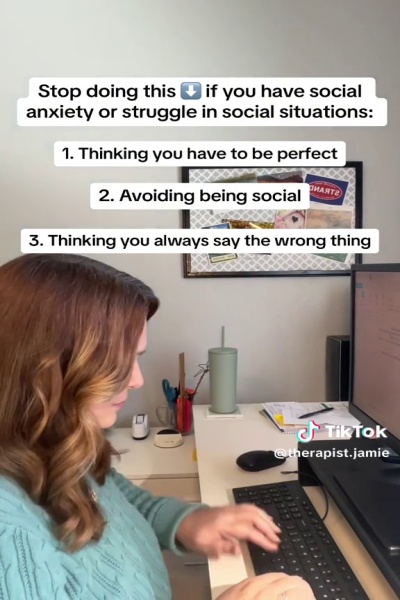 Stop doing this ⬇️ if you have social
anxiety or struggle in social situations:
1. Thinking you have to be perfect
2. Avoiding being social
3. Thinking you always say the wrong thing
STRAND
TikTok
@therapist.jamie